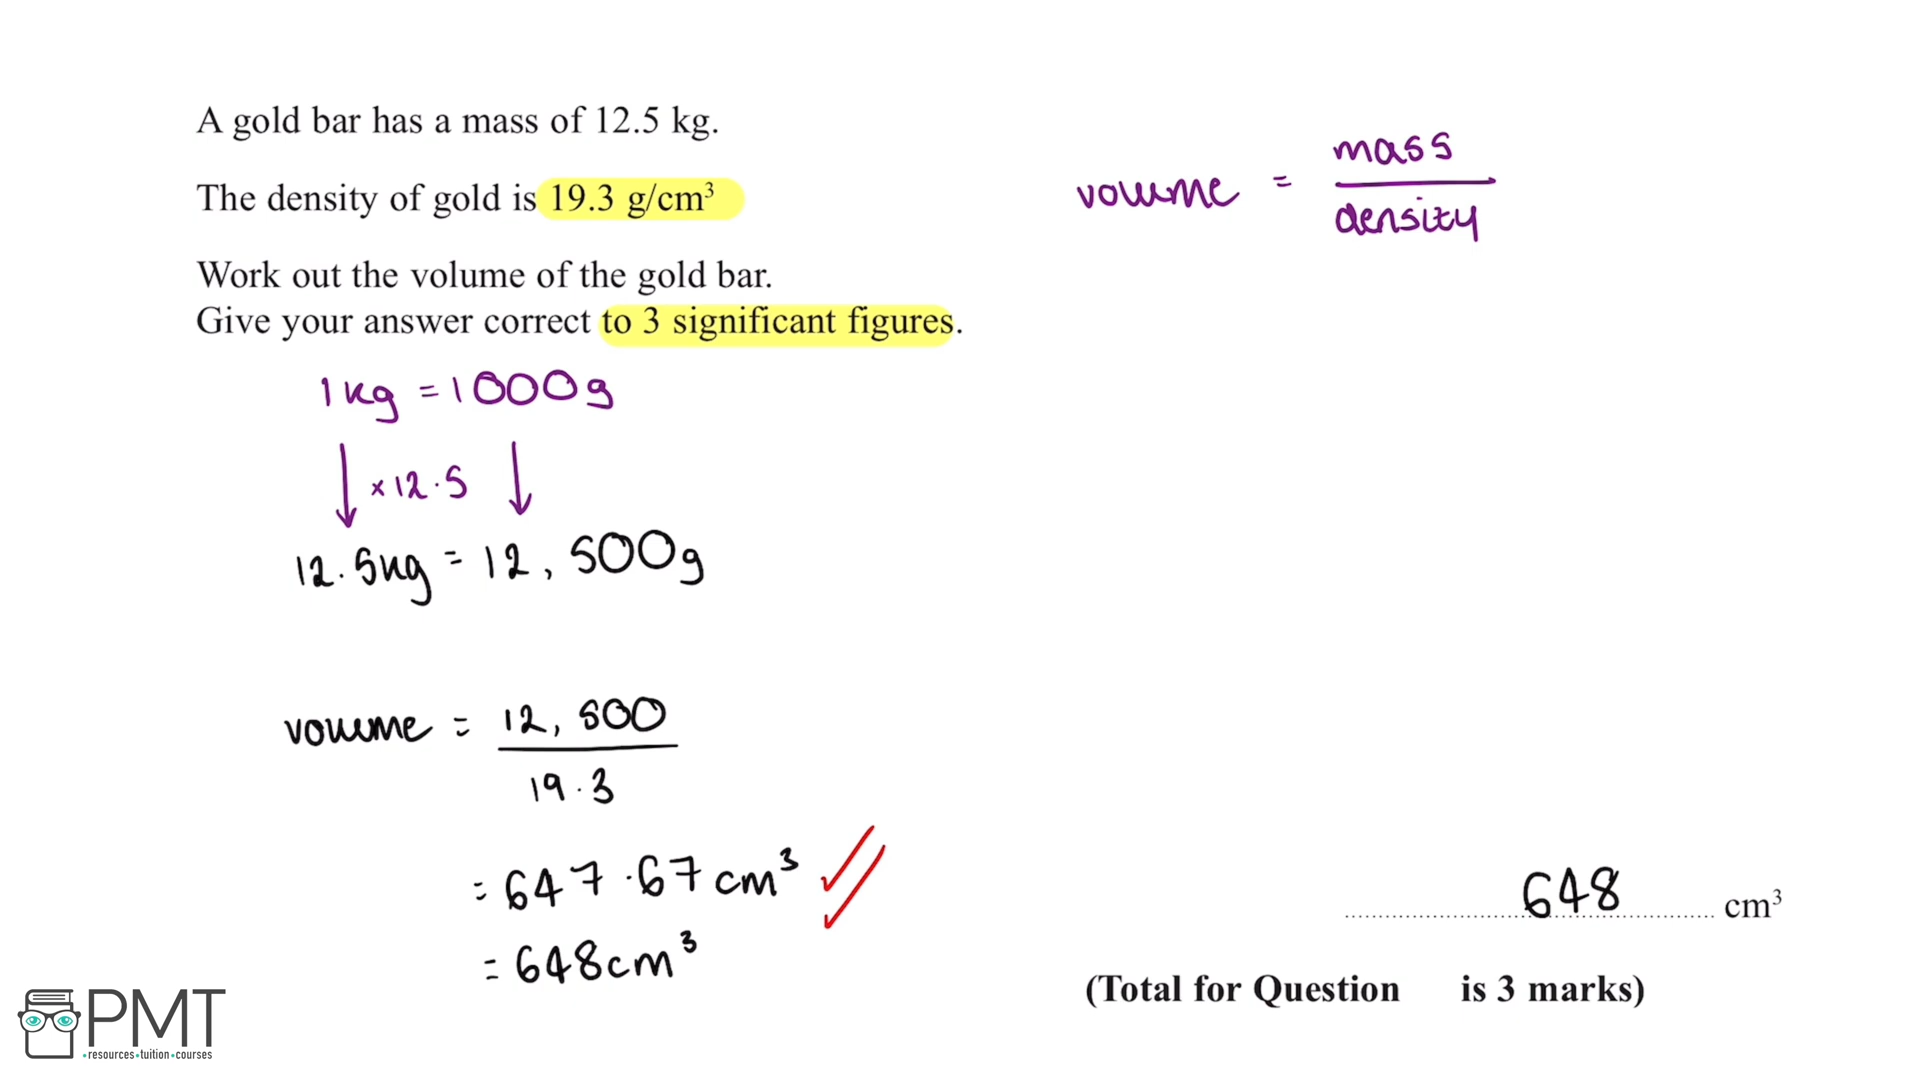 A gold bar has a mass of 12.5 kg.
The density of gold is 19.3 g/cm³
Work out the volume of the gold bar.
Give your answer correct to 3 significant figures.
volume = mass / density
1kg = 1000g
×12.5
12.5kg = 12,500g
volume = 12,500 / 19.3
= 647.67cm³
= 648cm³
648 cm³
(Total for Question is 3 marks)
PMT
•resources•tuition•courses